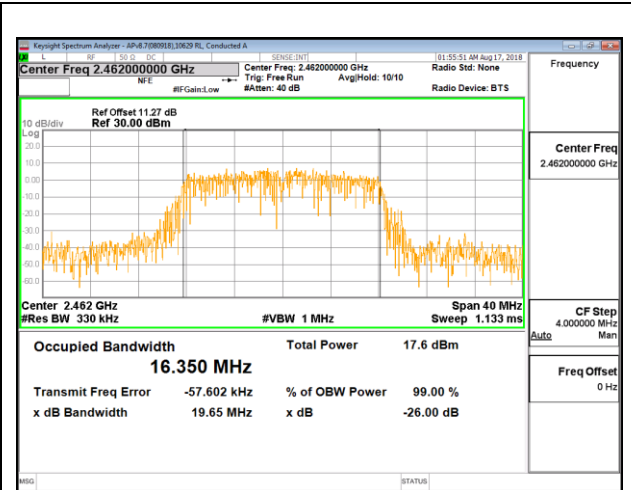 Keysight Spectrum Analyzer - APv8.7(080918),10629 RL, Conducted A
L RF 50 Ω DC SENSE:INT 01:55:51 AM Aug 17, 2018
Center Freq 2.462000000 GHz Center Freq: 2.462000000 GHz Radio Std: None
NFE Trig: Free Run Avg|Hold: 10/10
#IFGain:Low #Atten: 40 dB Radio Device: BTS
Frequency
Ref Offset 11.27 dB
10 dB/div Ref 30.00 dBm
Log
20.0
10.0
0.00
-10.0
-20.0
-30.0
-40.0
-50.0
-60.0
Center Freq
2.462000000 GHz
Center 2.462 GHz Span 40 MHz
#Res BW 330 kHz #VBW 1 MHz Sweep 1.133 ms
CF Step
4.000000 MHz
Auto Man
Freq Offset
0 Hz
Occupied Bandwidth Total Power 17.6 dBm
16.350 MHz
Transmit Freq Error -57.602 kHz % of OBW Power 99.00 %
x dB Bandwidth 19.65 MHz x dB -26.00 dB
MSG STATUS